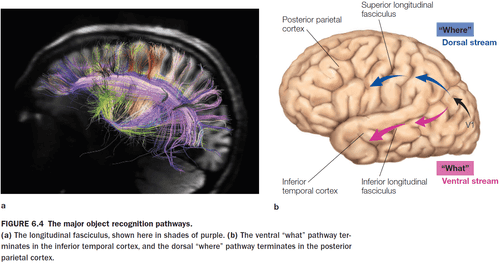 Superior longitudinal
fasciculus
Posterior parietal
cortex
"Where"
Dorsal stream
V1
"What"
Ventral stream
Inferior
temporal cortex
Inferior longitudinal
fasciculus
a
b
FIGURE 6.4 The major object recognition pathways.
(a) The longitudinal fasciculus, shown here in shades of purple. (b) The ventral “what” pathway ter-
minates in the inferior temporal cortex, and the dorsal “where” pathway terminates in the posterior
parietal cortex.